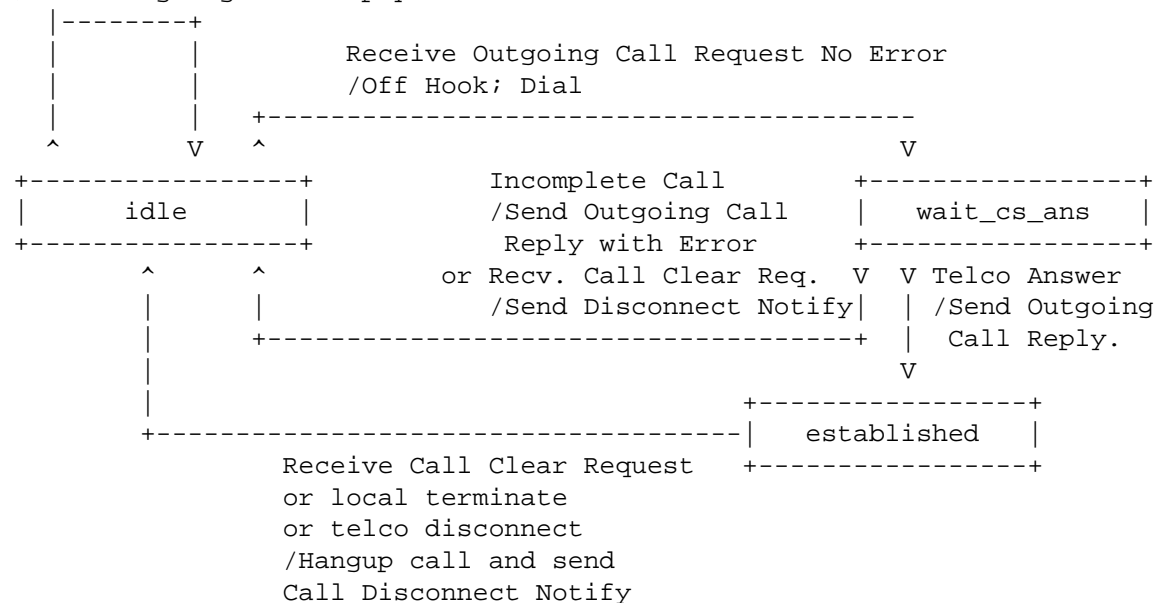 Receive Outgoing Call Request No Error
/Off Hook; Dial
Incomplete Call
idle /Send Outgoing Call wait_cs_ans
Reply with Error
or Recv. Call Clear Req. V V Telco Answer
/Send Disconnect Notify /Send Outgoing
Call Reply.
established
Receive Call Clear Request
or local terminate
or telco disconnect
/Hangup call and send
Call Disconnect Notify